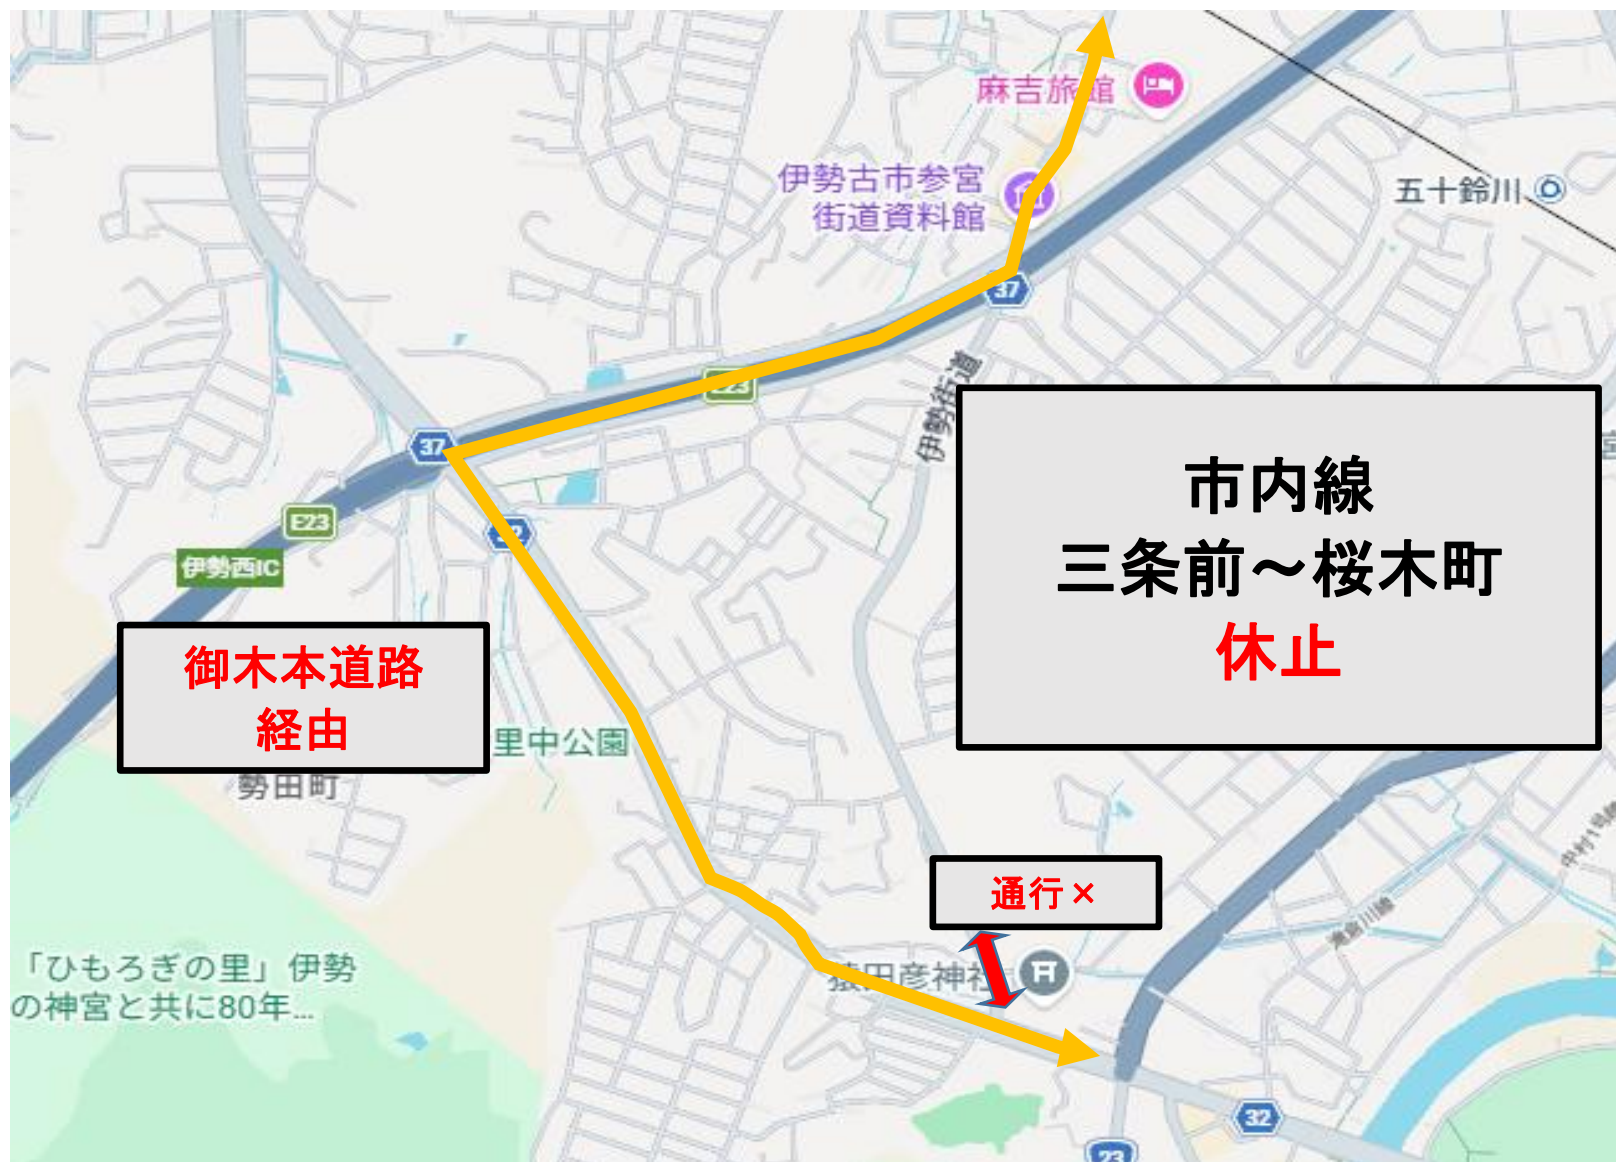 麻吉旅館
伊勢古市参宮
街道資料館
五十鈴川
37
E23
伊勢街道
37
市内線
三条前～桜木町
休止
E23
32
伊勢西IC
御木本道路
経由
里中公園
勢田町
通行×
猿田彦神社
「ひもろぎの里」伊勢
の神宮と共に80年...
32
23